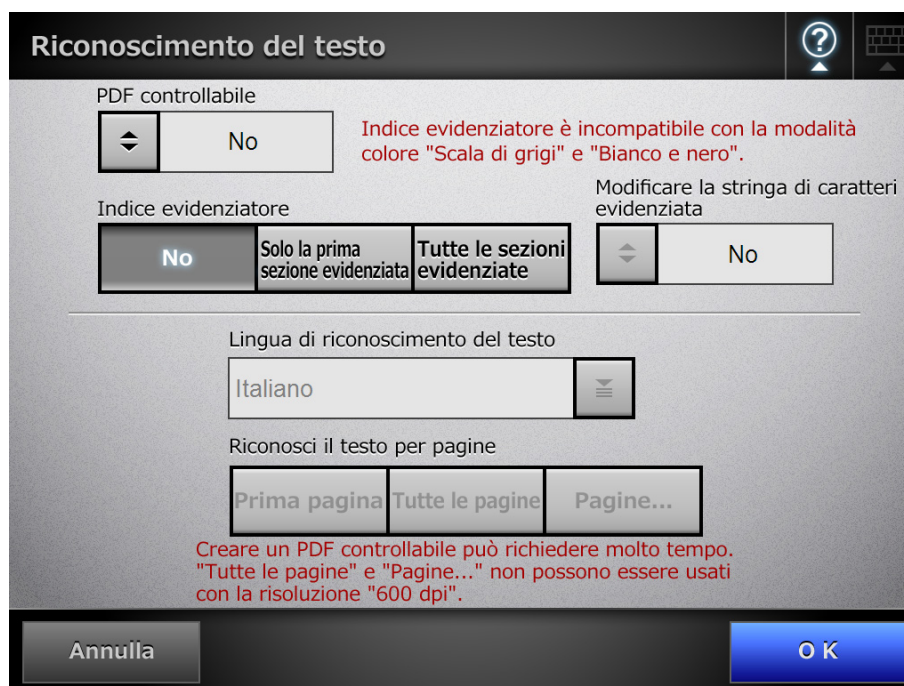 Riconoscimento del testo
?
PDF controllabile
No
Indice evidenziatore è incompatibile con la modalità
colore "Scala di grigi" e "Bianco e nero".
Indice evidenziatore
No
Solo la prima
sezione evidenziata
Tutte le sezioni
evidenziate
Modificare la stringa di caratteri
evidenziata
No
Lingua di riconoscimento del testo
Italiano
Riconosci il testo per pagine
Prima pagina
Tutte le pagine
Pagine...
Creare un PDF controllabile può richiedere molto tempo.
"Tutte le pagine" e "Pagine..." non possono essere usati
con la risoluzione "600 dpi".
Annulla
OK